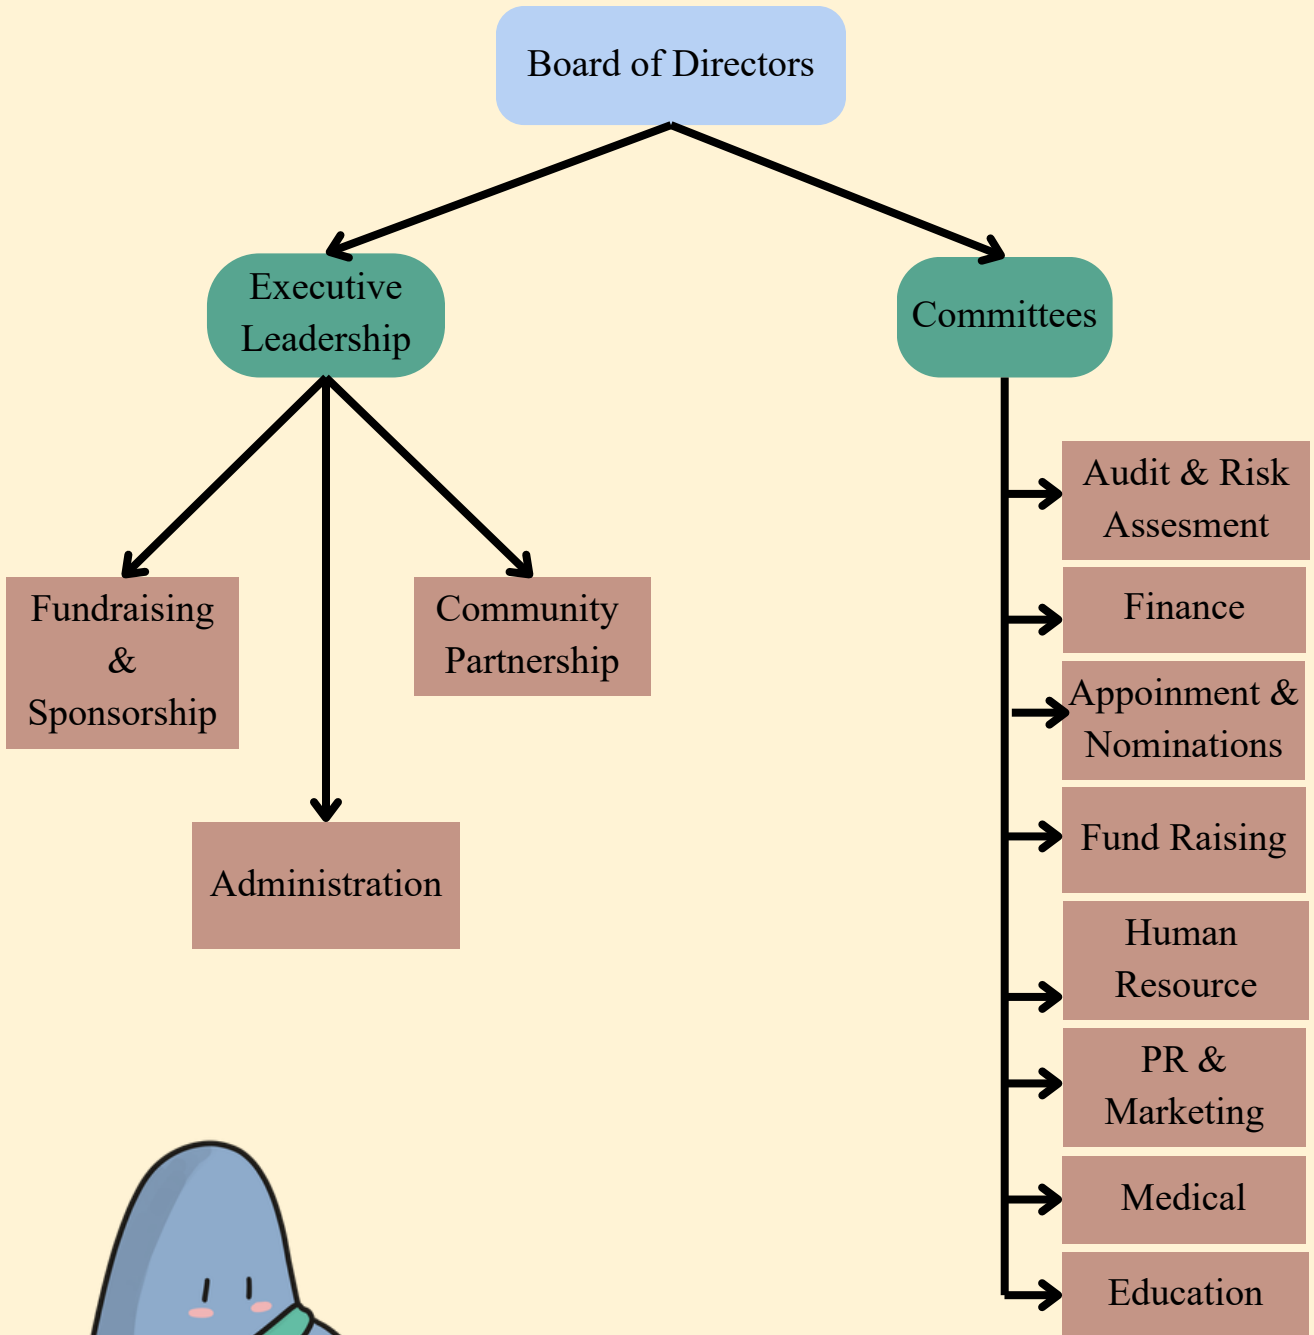 Board of Directors
Executive
Leadership
Committees
Fundraising
&
Sponsorship
Community
Partnership
Administration
Audit & Risk
Assesment
Finance
Appoinment &
Nominations
Fund Raising
Human
Resource
PR &
Marketing
Medical
Education